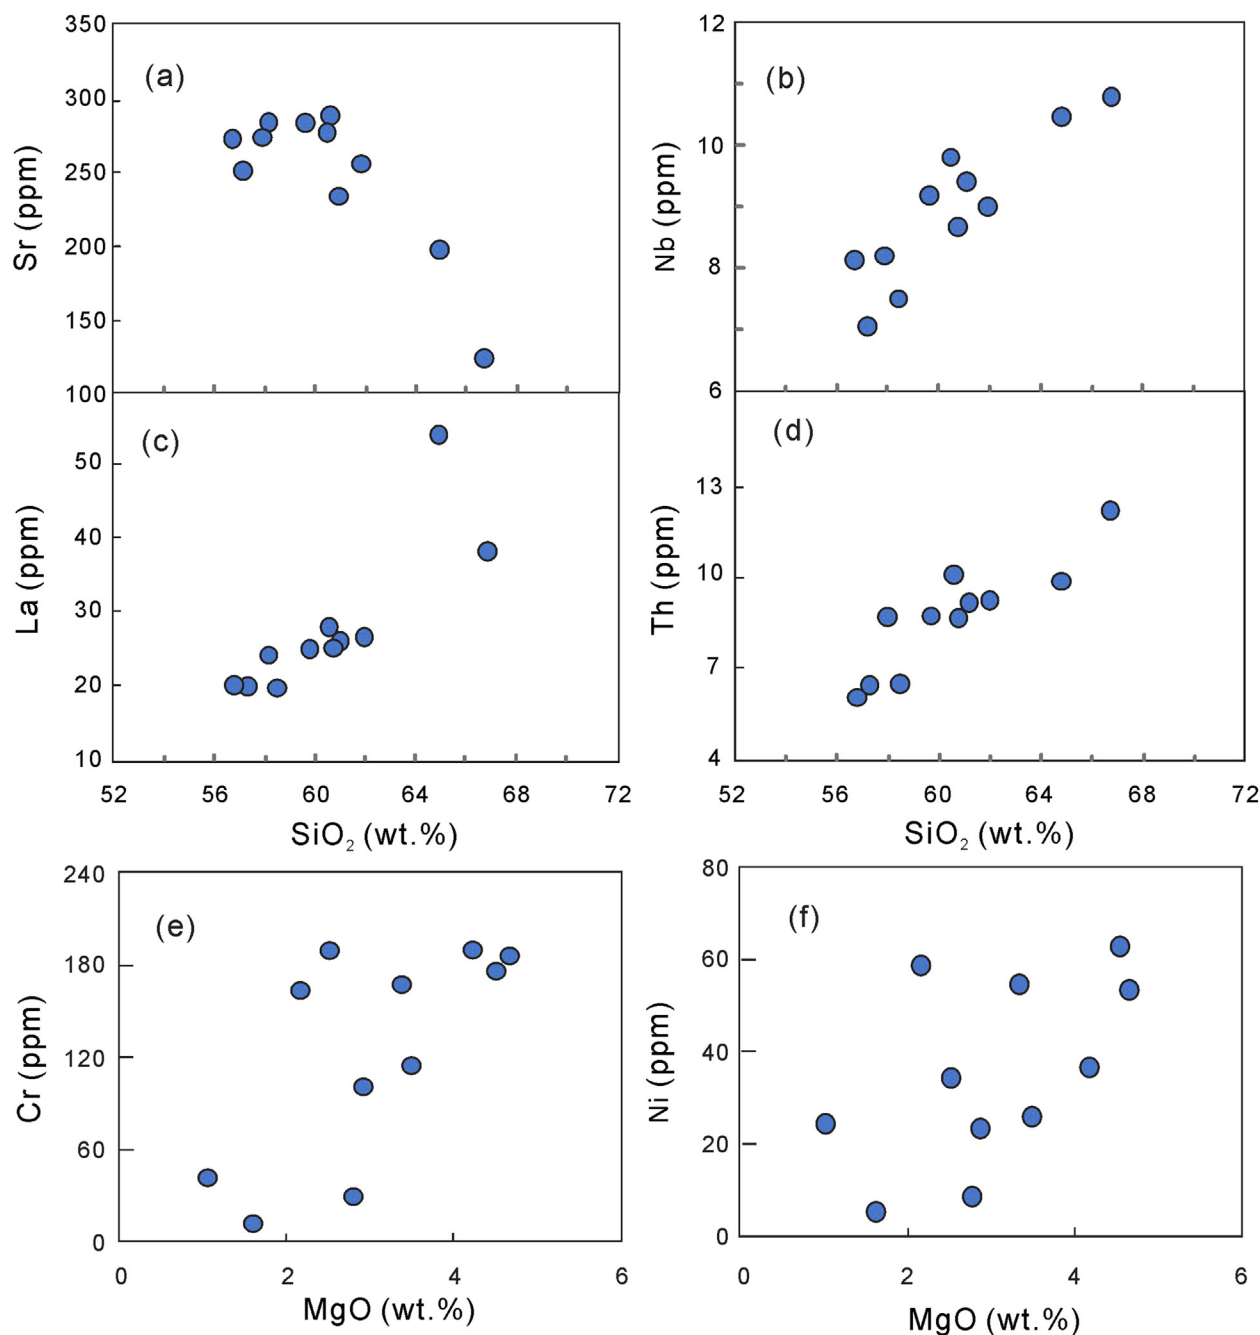 350
300
250
200
150
100
Sr (ppm)
(a)
12
10
8
6
Nb (ppm)
(b)
50
40
30
20
10
La (ppm)
(c)
52 56 60 64 68 72
SiO2 (wt.%)
13
10
7
4
Th (ppm)
(d)
52 56 60 64 68 72
SiO2 (wt.%)
240
180
120
60
0
Cr (ppm)
(e)
0 2 4 6
MgO (wt.%)
80
60
40
20
0
Ni (ppm)
(f)
0 2 4 6
MgO (wt.%)